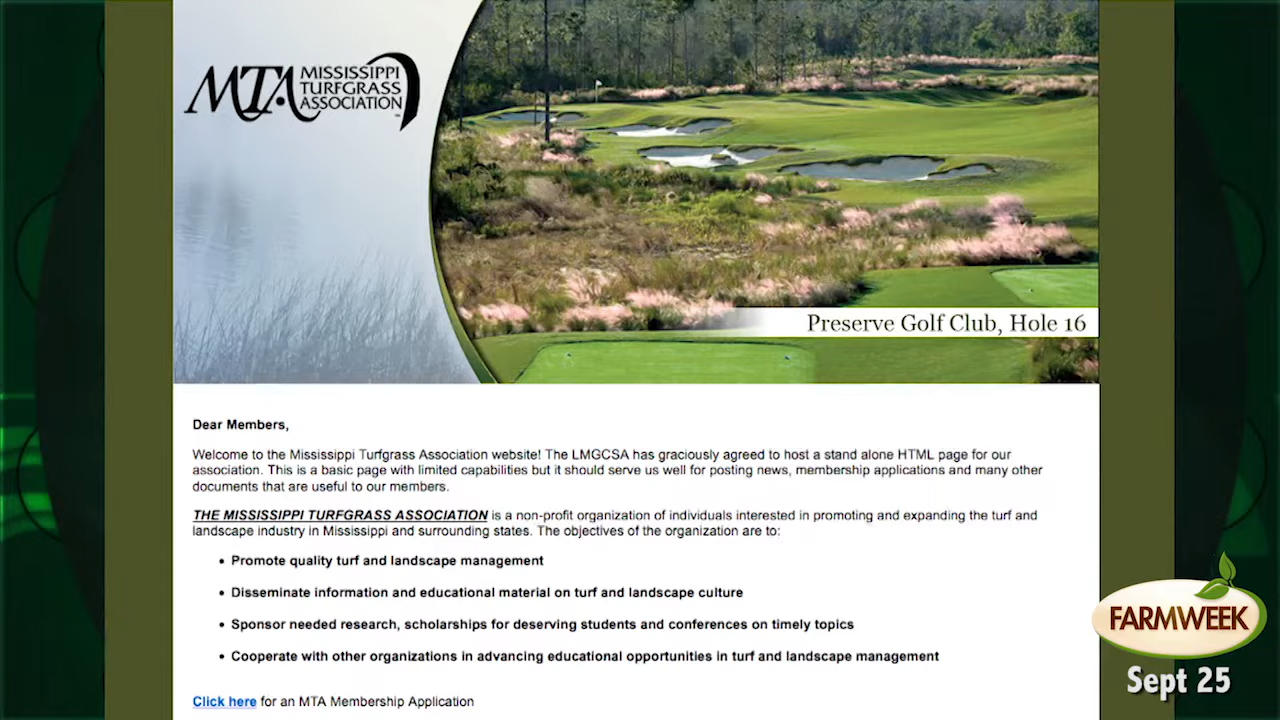 MTA MISSISSIPPI
TURFGRASS
ASSOCIATION
Preserve Golf Club, Hole 16
Dear Members,
Welcome to the Mississippi Turfgrass Association website! The LMGCSA has graciously agreed to host a stand alone HTML page for our
association. This is a basic page with limited capabilities but it should serve us well for posting news, membership applications and many other
documents that are useful to our members.
THE MISSISSIPPI TURFGRASS ASSOCIATION is a non-profit organization of individuals interested in promoting and expanding the turf and
landscape industry in Mississippi and surrounding states. The objectives of the organization are to:
• Promote quality turf and landscape management
• Disseminate information and educational material on turf and landscape culture
• Sponsor needed research, scholarships for deserving students and conferences on timely topics
• Cooperate with other organizations in advancing educational opportunities in turf and landscape management
Click here for an MTA Membership Application
FARMWEEK
Sept 25